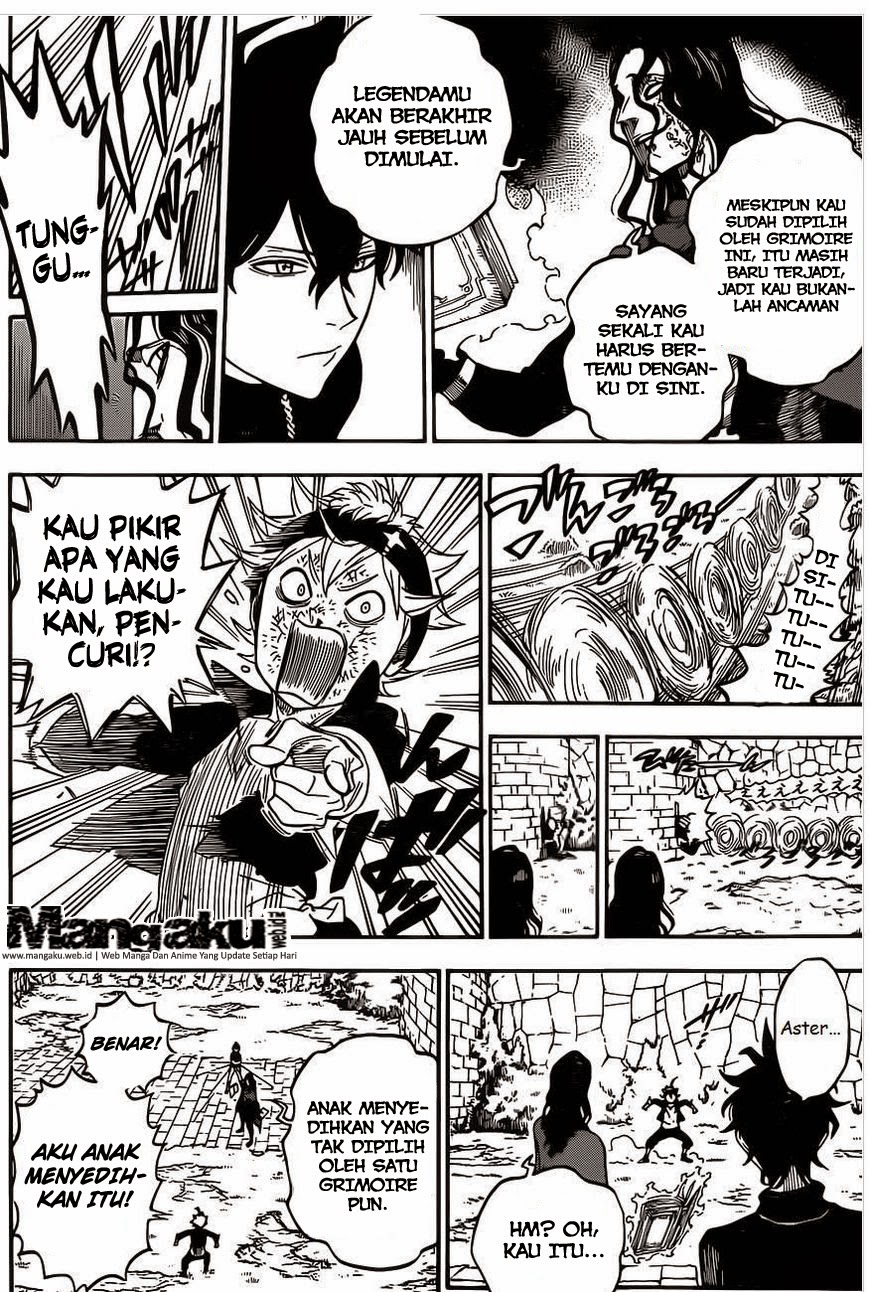 MESKIPUN KAU
SUDAH DIPILIH
OLEH GRIMOIRE
INI, ITU MASIH
BARU TERJADI,
JADI KAU BUKAN-
LAH ANCAMAN
SAYANG
SEKALI KAU
HARUS BER-
TEMU DENGAN-
KU DI SINI.
LEGENDAMU
AKAN BERAKHIR
JAUH SEBELUM
DIMULAI.
TUNG-
GU...
DI
SI-
TU--
TU--
TU--
TU--
TU-
KAU PIKIR
APA YANG
KAU LAKU-
KAN, PEN-
CURI!?
Mangaku
www.mangaku.web.id | Web Manga Dan Anime Yang Update Setiap Hari
Aster...
HM? OH,
KAU ITU...
ANAK MENYE-
DIHKAN YANG
TAK DIPILIH
OLEH SATU
GRIMOIRE
PUN.
BENAR!
AKU ANAK
MENYEDIH-
KAN ITU!